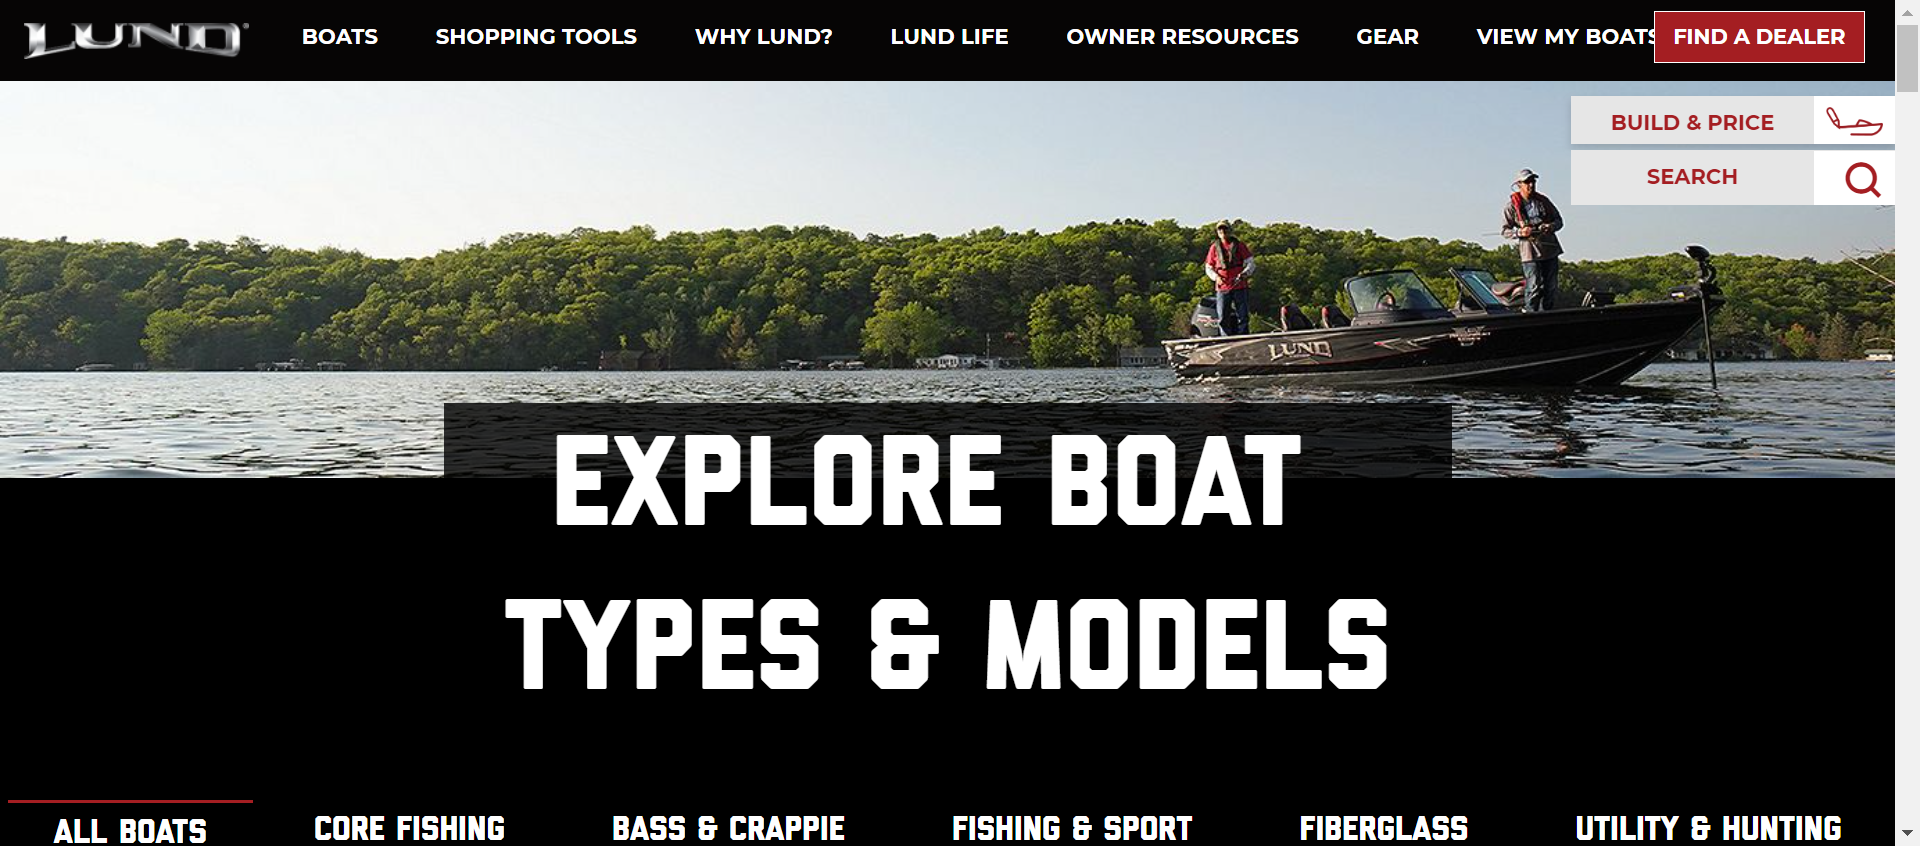 LUND
BOATS
SHOPPING TOOLS
WHY LUND?
LUND LIFE
OWNER RESOURCES
GEAR
VIEW MY BOATS
FIND A DEALER
BUILD & PRICE
SEARCH
LUND
EXPLORE BOAT
TYPES & MODELS
ALL BOATS
CORE FISHING
BASS & CRAPPIE
FISHING & SPORT
FIBERGLASS
UTILITY & HUNTING